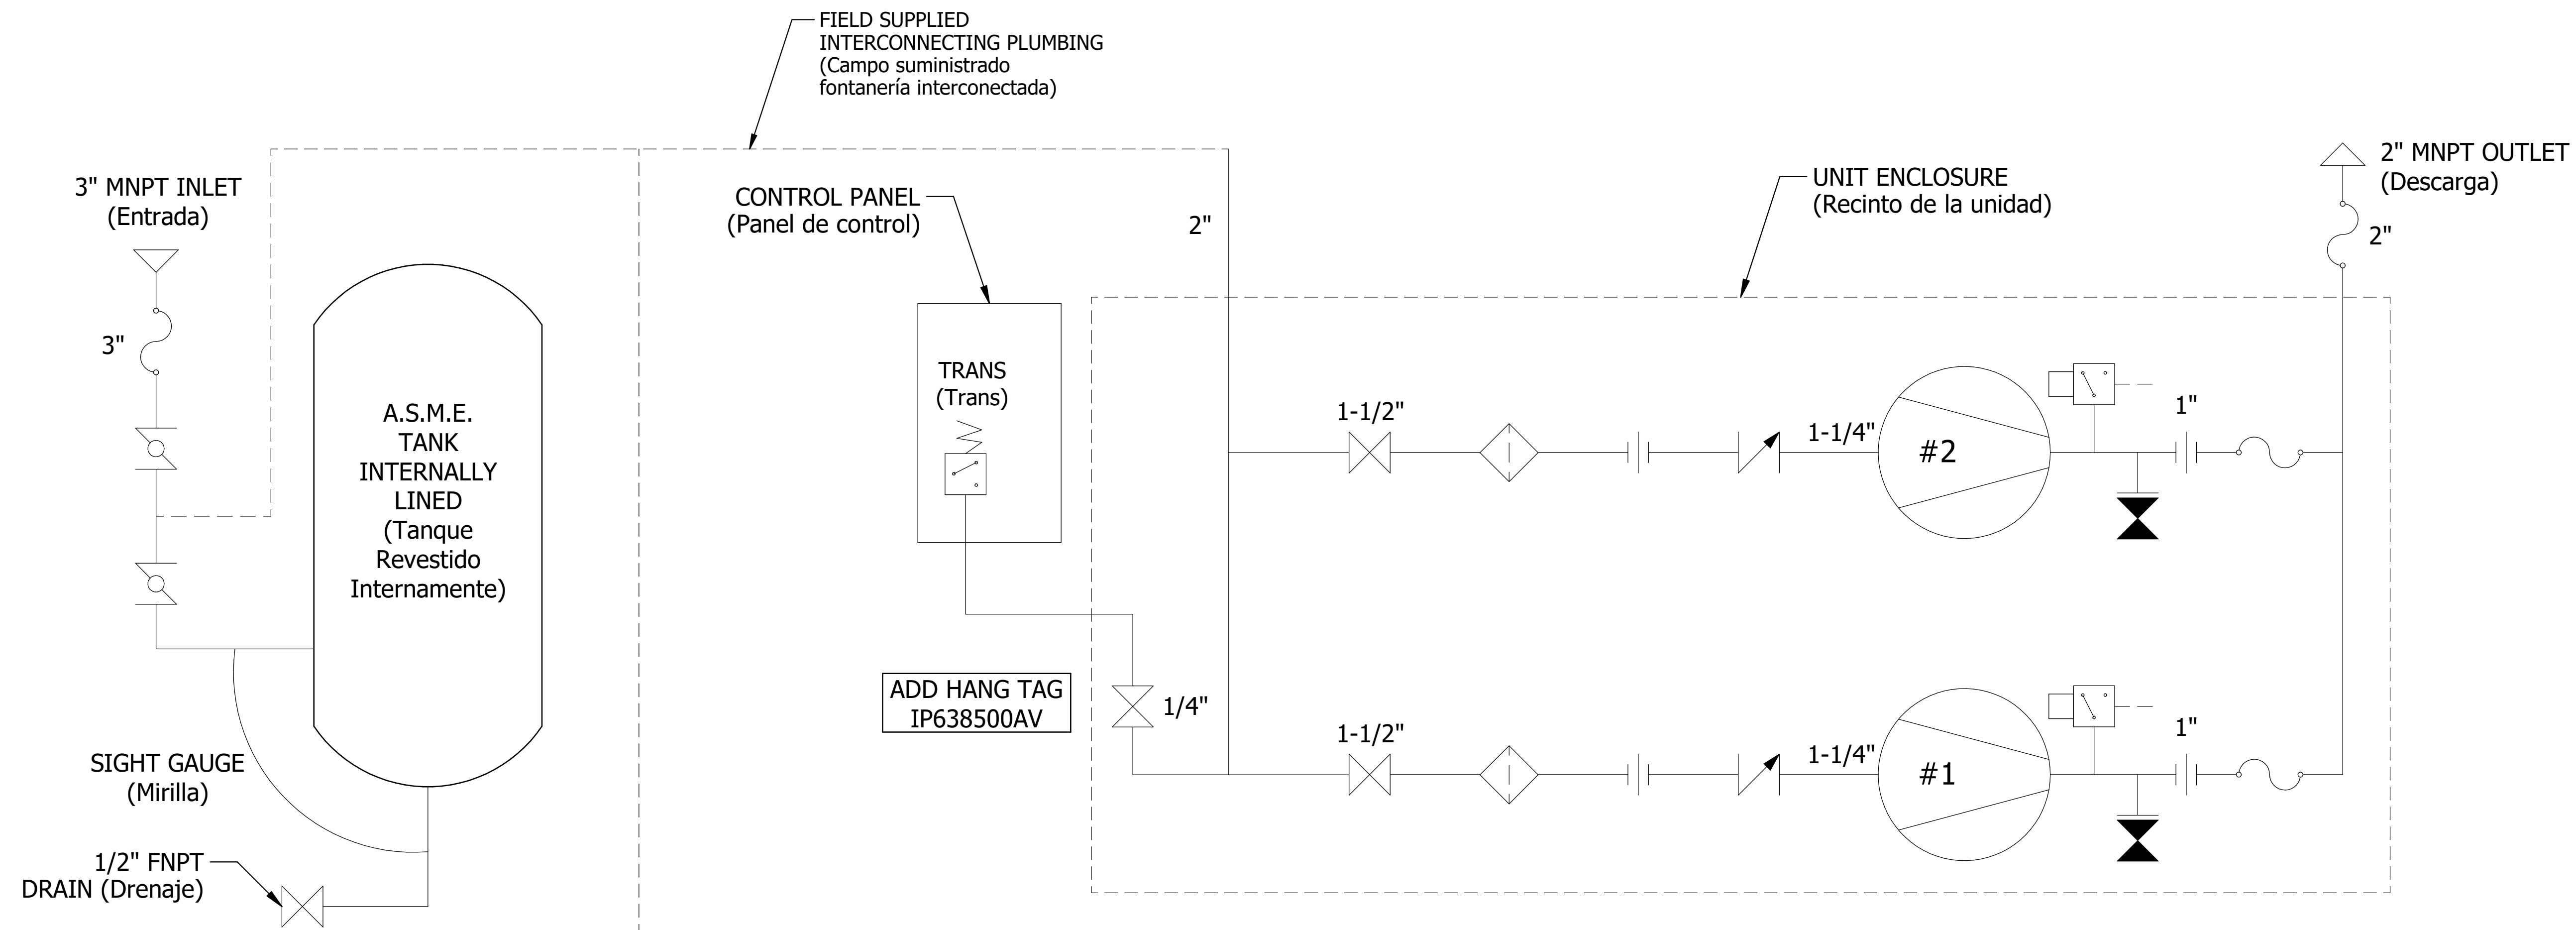 FIELD SUPPLIED
INTERCONNECTING PLUMBING
(Campo suministrado
fontanería interconectada)
3" MNPT INLET
(Entrada)
3"
A.S.M.E.
TANK
INTERNALLY
LINED
(Tanque
Revestido
Internamente)
SIGHT GAUGE
(Mirilla)
1/2" FNPT
DRAIN (Drenaje)
CONTROL PANEL
(Panel de control)
TRANS
(Trans)
ADD HANG TAG
IP638500AV
1/4"
2"
UNIT ENCLOSURE
(Recinto de la unidad)
2" MNPT OUTLET
(Descarga)
2"
1-1/2"
1-1/4"
#2
1"
1-1/2"
1-1/4"
#1
1"